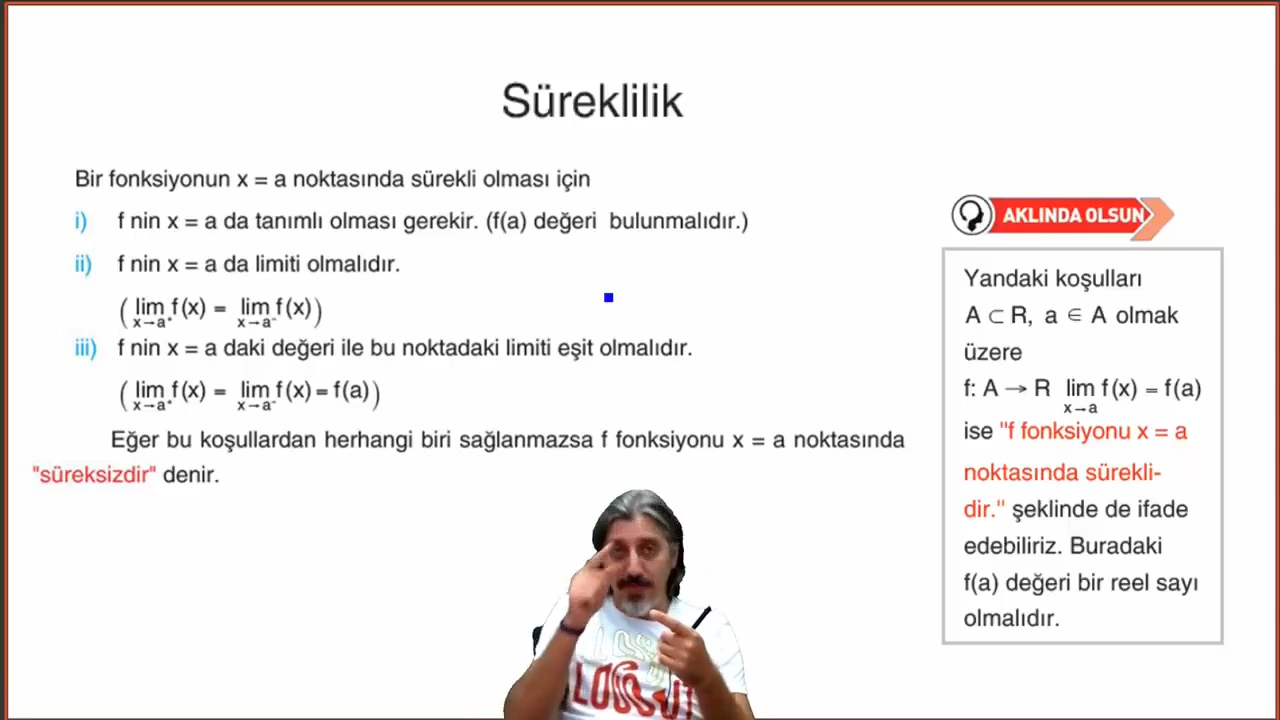 Süreklilik
Bir fonksiyonun x = a noktasında sürekli olması için
i) f nin x = a da tanımlı olması gerekir. (f(a) değeri bulunmalıdır.)
ii) f nin x = a da limiti olmalıdır.
(lim f(x) = lim f(x))
x→a⁺ x→a⁻
iii) f nin x = a daki değeri ile bu noktadaki limiti eşit olmalıdır.
(lim f(x) = lim f(x) = f(a))
x→a⁺ x→a⁻
Eğer bu koşullardan herhangi biri sağlanmazsa f fonksiyonu x = a noktasında
"süreksizdir" denir.
AKLINDA OLSUN
Yandaki koşulları
A ⊂ R, a ∈ A olmak
üzere
f: A → R lim f(x) = f(a)
x→a
ise "f fonksiyonu x = a
noktasında sürekli-
dir." şeklinde de ifade
edebiliriz. Buradaki
f(a) değeri bir reel sayı
olmalıdır.